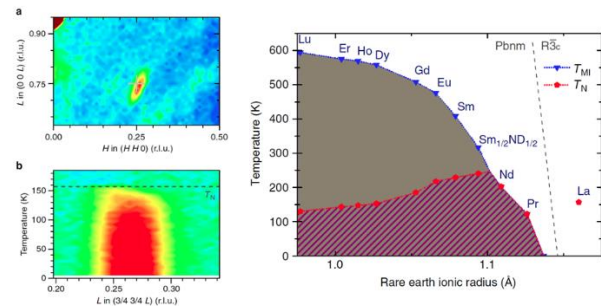 a
L in (0 0 L) (r.l.u.)
0.90
0.75
0.00
0.25
0.50
H in (H H 0) (r.l.u.)
b
Temperature (K)
150
100
50
0
T_N
0.20
0.30
0.40
L in (3/4 3/4 L) (r.l.u.)
Temperature (K)
600
500
400
300
200
100
0
Lu
Er
Ho
Dy
Gd
Eu
Sm
Sm1/2ND1/2
Nd
Pr
La
Pbnm
R3̅c
T_MI
T_N
1.0
1.1
Rare earth ionic radius (Å)